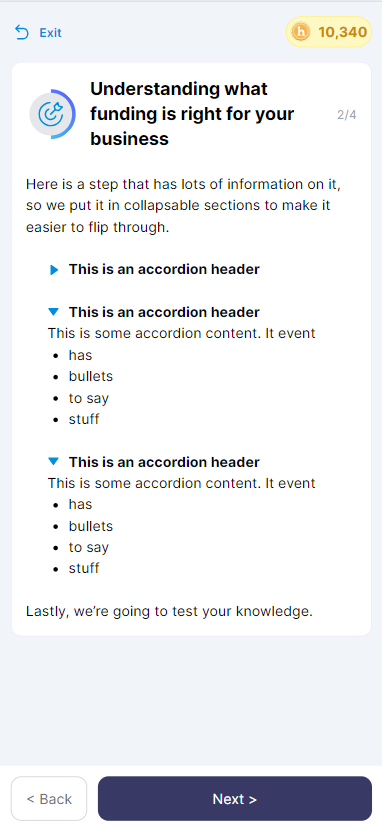 Exit
h 10,340
Understanding what
funding is right for your
business
2/4
Here is a step that has lots of information on it,
so we put it in collapsable sections to make it
easier to flip through.
This is an accordion header
This is an accordion header
This is some accordion content. It event
• has
• bullets
• to say
• stuff
This is an accordion header
This is some accordion content. It event
• has
• bullets
• to say
• stuff
Lastly, we’re going to test your knowledge.
< Back
Next >